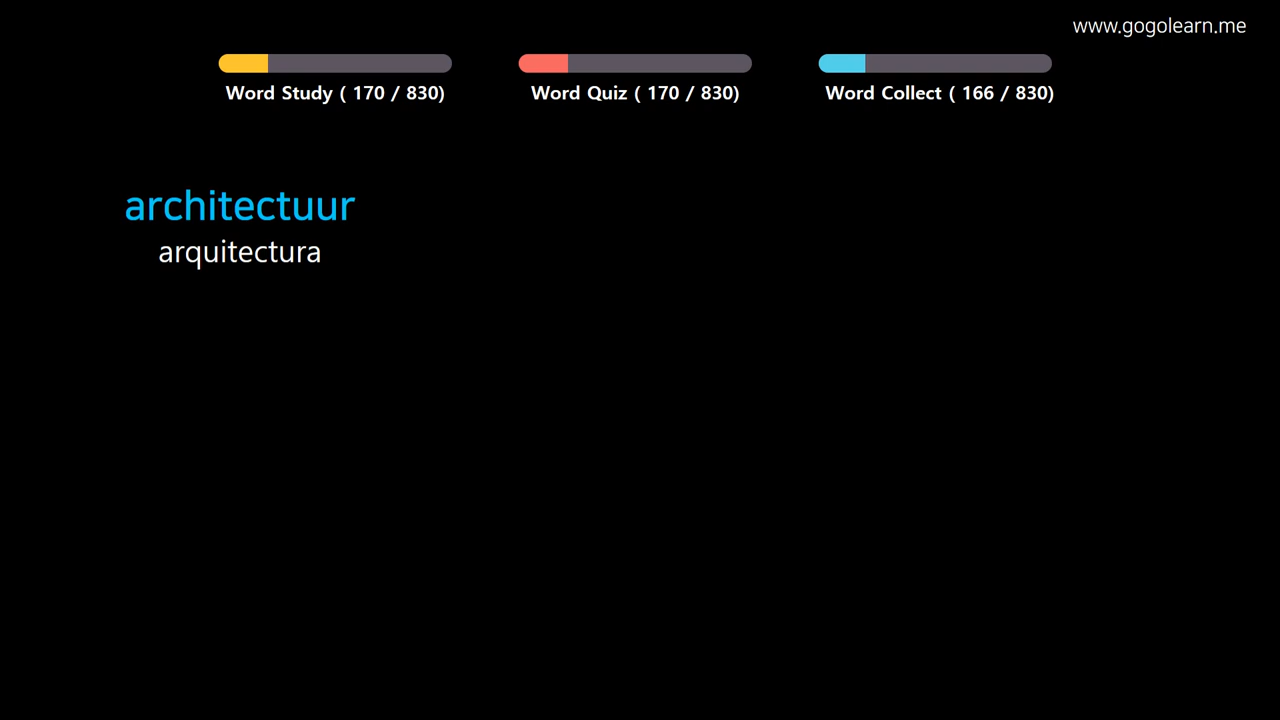 www.gogolearn.me
Word Study ( 170 / 830)
Word Quiz ( 170 / 830)
Word Collect ( 166 / 830)
architectuur
arquitectura